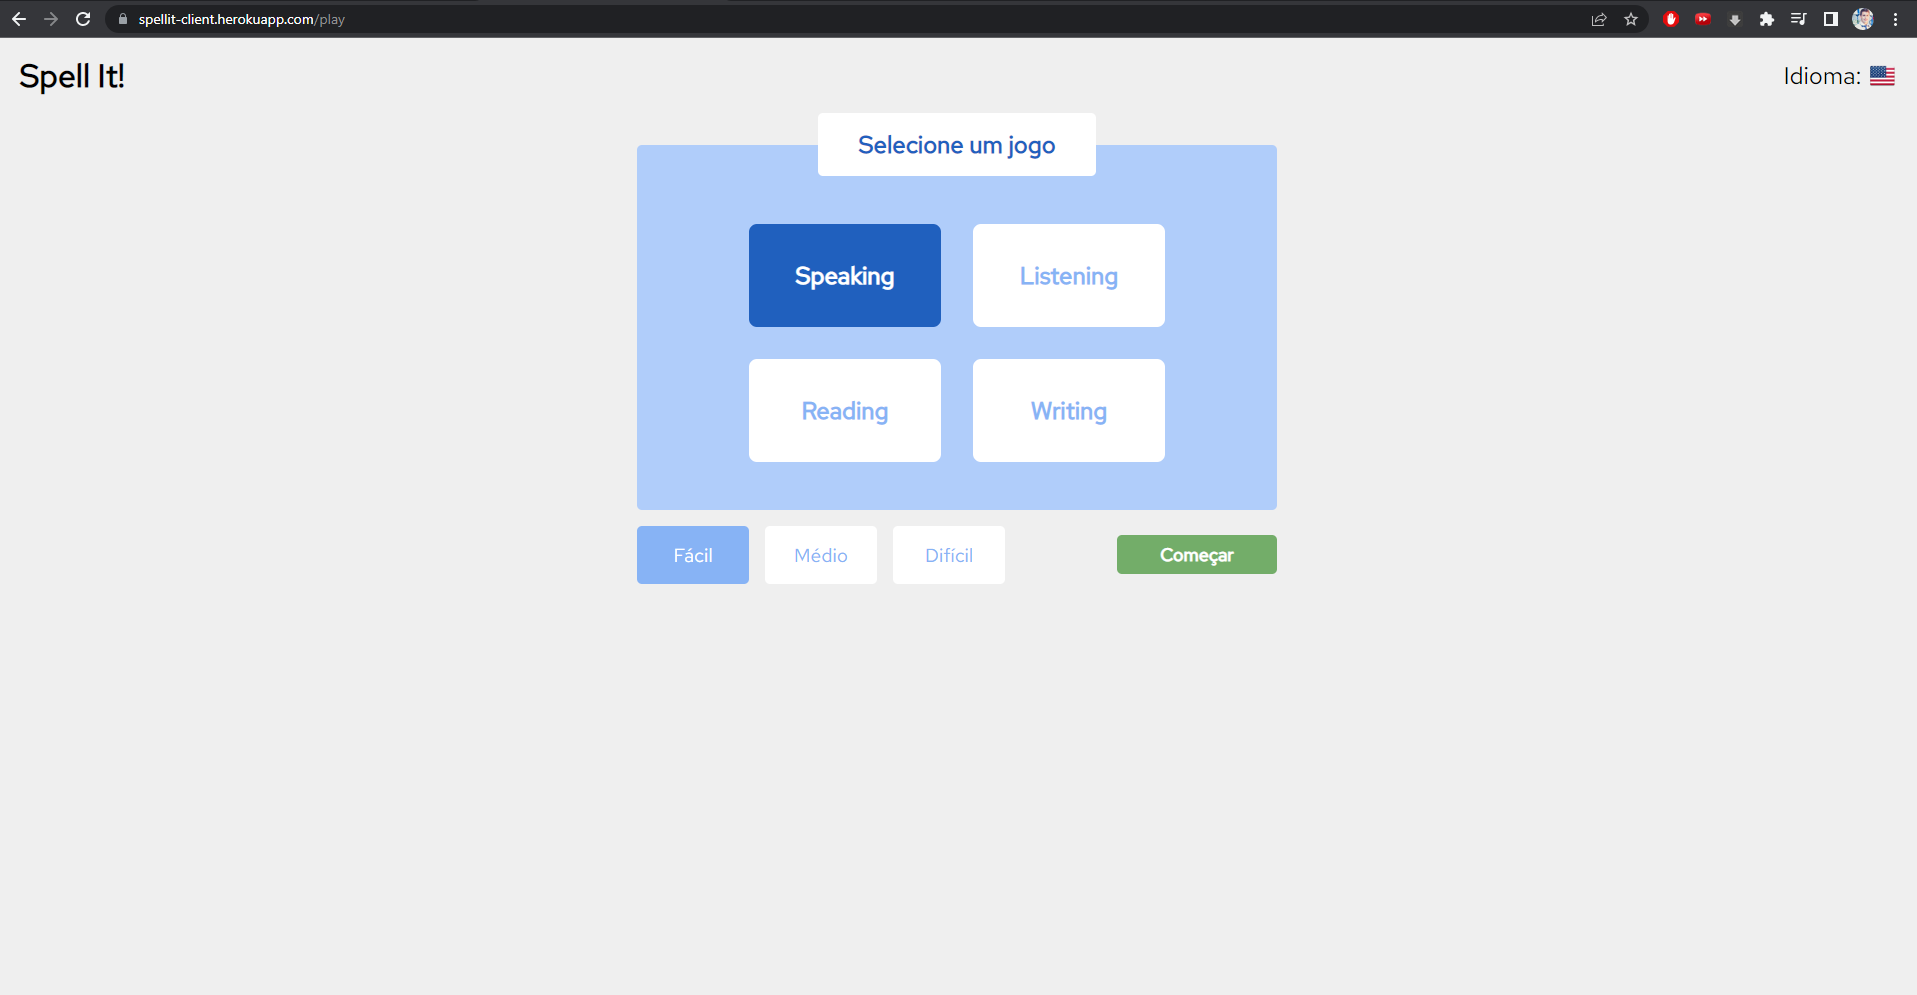 spellit-client.herokuapp.com/play
Spell It!
Idioma:
Selecione um jogo
Speaking
Listening
Reading
Writing
Fácil
Médio
Difícil
Começar